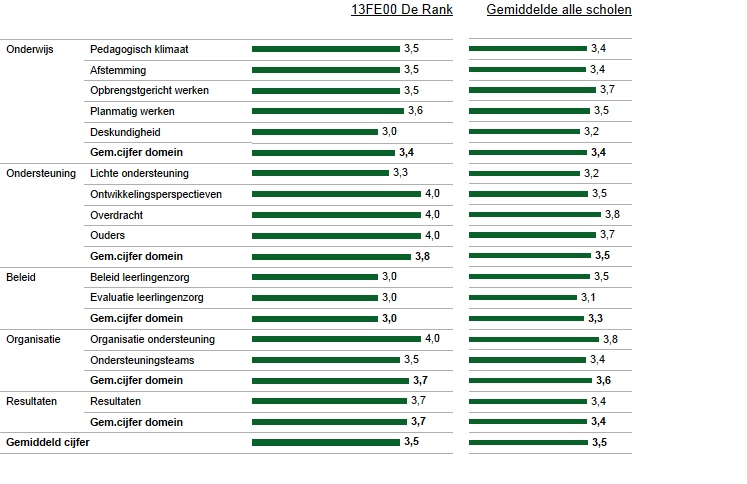 13FE00 De Rank Gemiddelde alle scholen
Onderwijs Pedagogisch klimaat 3,5 3,4
Afstemming 3,5 3,4
Opbrengstgericht werken 3,5 3,7
Planmatig werken 3,6 3,5
Deskundigheid 3,0 3,2
Gem.cijfer domein 3,4 3,4
Ondersteuning Lichte ondersteuning 3,3 3,2
Ontwikkelingsperspectieven 4,0 3,5
Overdracht 4,0 3,8
Ouders 4,0 3,7
Gem.cijfer domein 3,8 3,5
Beleid Beleid leerlingenzorg 3,0 3,5
Evaluatie leerlingenzorg 3,0 3,1
Gem.cijfer domein 3,0 3,3
Organisatie Organisatie ondersteuning 4,0 3,8
Ondersteuningsteams 3,5 3,4
Gem.cijfer domein 3,7 3,6
Resultaten Resultaten 3,7 3,4
Gem.cijfer domein 3,7 3,4
Gemiddeld cijfer 3,5 3,5